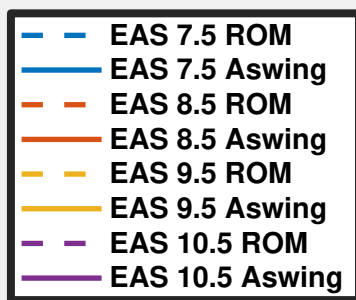 EAS 7.5 ROM
EAS 7.5 Aswing
EAS 8.5 ROM
EAS 8.5 Aswing
EAS 9.5 ROM
EAS 9.5 Aswing
EAS 10.5 ROM
EAS 10.5 Aswing